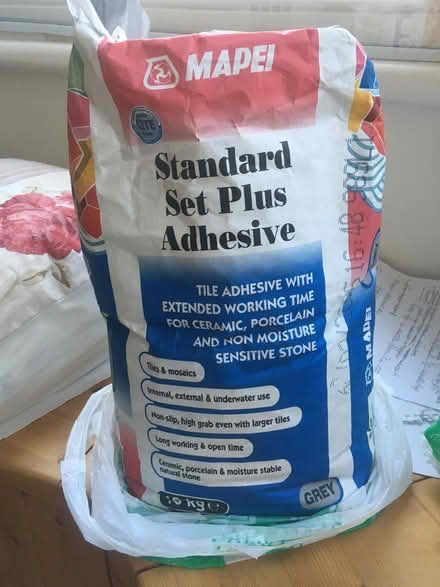 MAPEI
Standard
Set Plus
Adhesive
TILE ADHESIVE WITH
EXTENDED WORKING TIME
FOR CERAMIC, PORCELAIN
AND NON MOISTURE
SENSITIVE STONE
Tiles & mosaics
Internal, external & underwater use
Non-slip, high grab even with larger tiles
Long working & open time
Ceramic, porcelain & moisture stable
natural stone
GREY
MAPEI
16:48